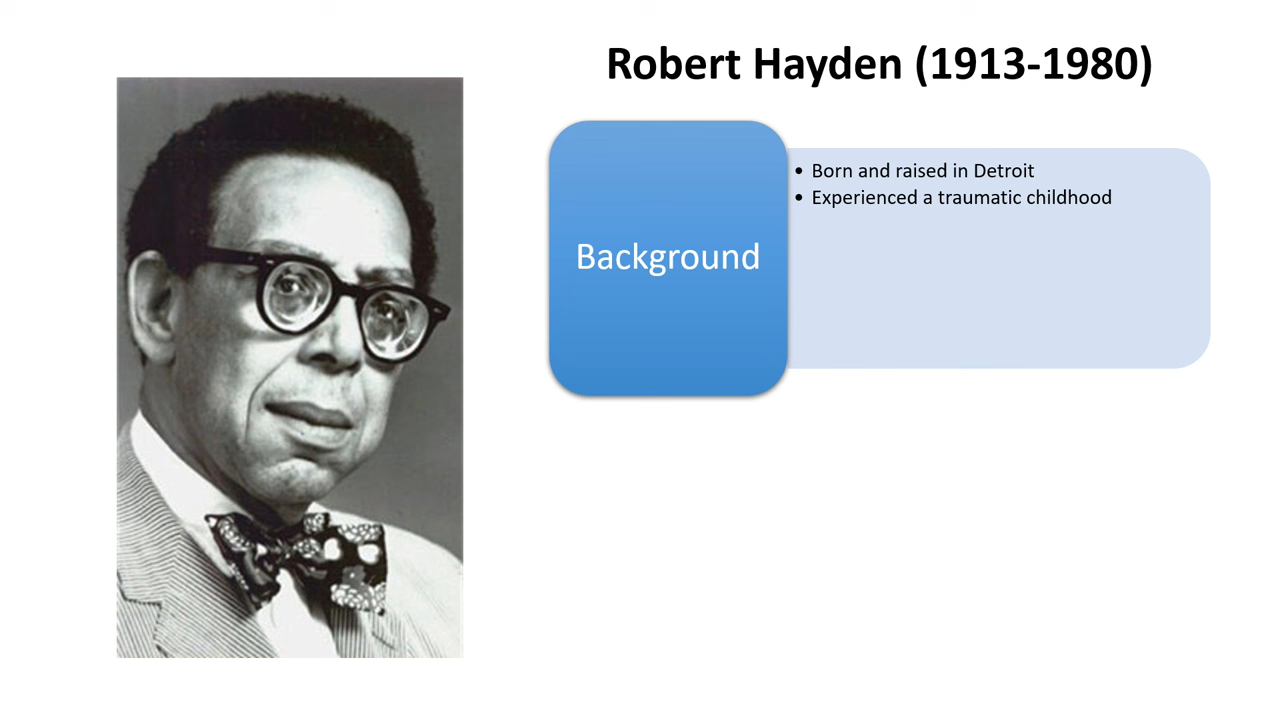 Robert Hayden (1913-1980)
Background
• Born and raised in Detroit
• Experienced a traumatic childhood